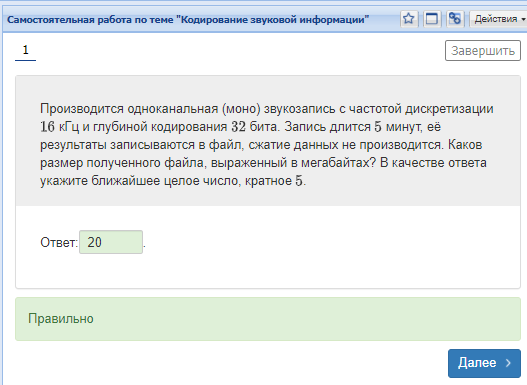 Самостоятельная работа по теме "Кодирование звуковой информации"
Действия
1
Завершить
Производится одноканальная (моно) звукозапись с частотой дискретизации
16 кГц и глубиной кодирования 32 бита. Запись длится 5 минут, её
результаты записываются в файл, сжатие данных не производится. Каков
размер полученного файла, выраженный в мегабайтах? В качестве ответа
укажите ближайшее целое число, кратное 5.
Ответ: 20.
Правильно
Далее